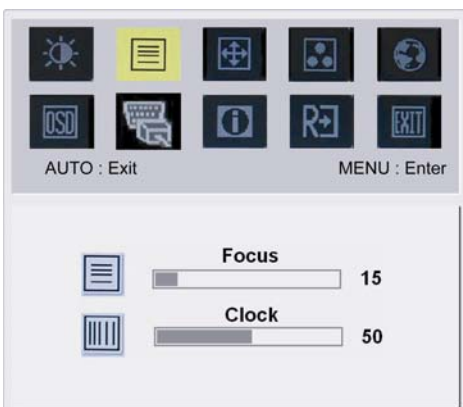 OSD R EXIT
AUTO : Exit MENU : Enter
Focus
15
Clock
50